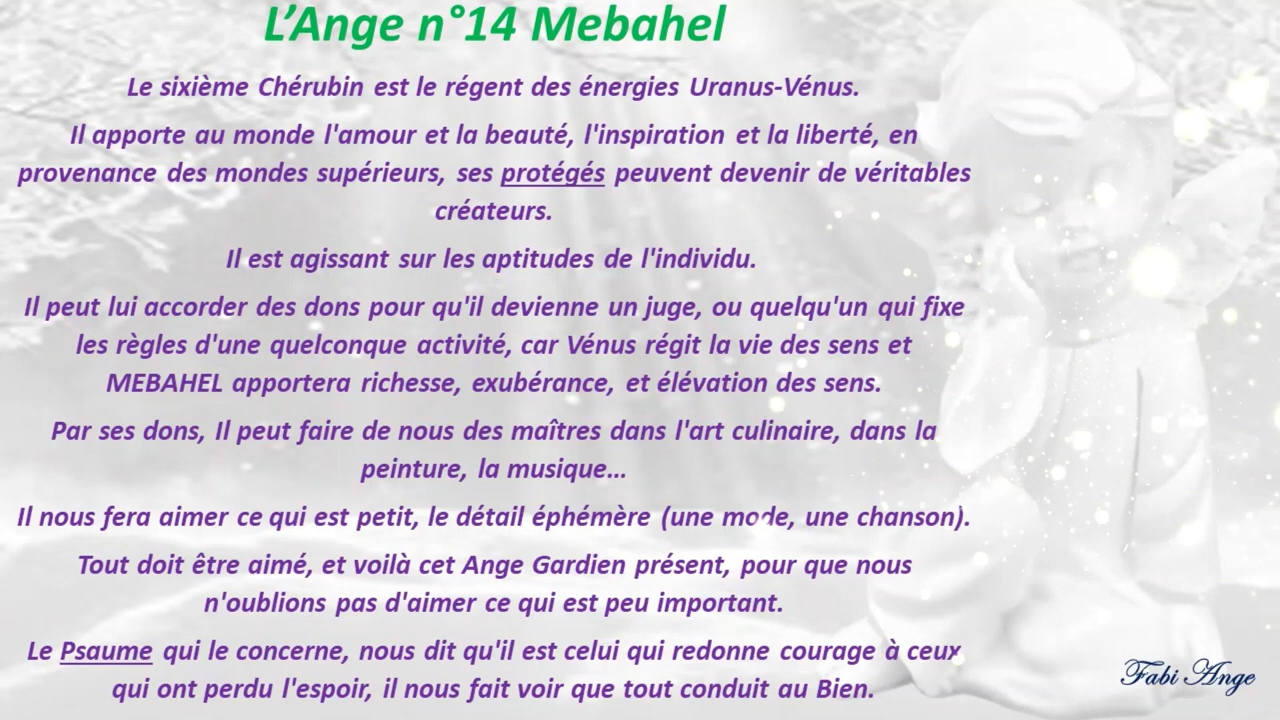 L’Ange n°14 Mebahel
Le sixième Chérubin est le régent des énergies Uranus-Vénus.
Il apporte au monde l'amour et la beauté, l'inspiration et la liberté, en
provenance des mondes supérieurs, ses protégés peuvent devenir de véritables
créateurs.
Il est agissant sur les aptitudes de l'individu.
Il peut lui accorder des dons pour qu'il devienne un juge, ou quelqu'un qui fixe
les règles d'une quelconque activité, car Vénus régit la vie des sens et
MEBAHEL apportera richesse, exubérance, et élévation des sens.
Par ses dons, Il peut faire de nous des maîtres dans l'art culinaire, dans la
peinture, la musique…
Il nous fera aimer ce qui est petit, le détail éphémère (une mode, une chanson).
Tout doit être aimé, et voilà cet Ange Gardien présent, pour que nous
n'oublions pas d'aimer ce qui est peu important.
Le Psaume qui le concerne, nous dit qu'il est celui qui redonne courage à ceux
qui ont perdu l'espoir, il nous fait voir que tout conduit au Bien.
Fabi Ange